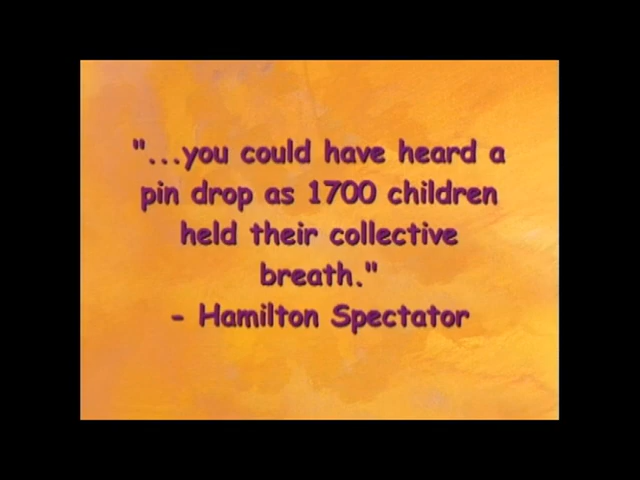 "...you could have heard a
pin drop as 1700 children
held their collective
breath."
- Hamilton Spectator